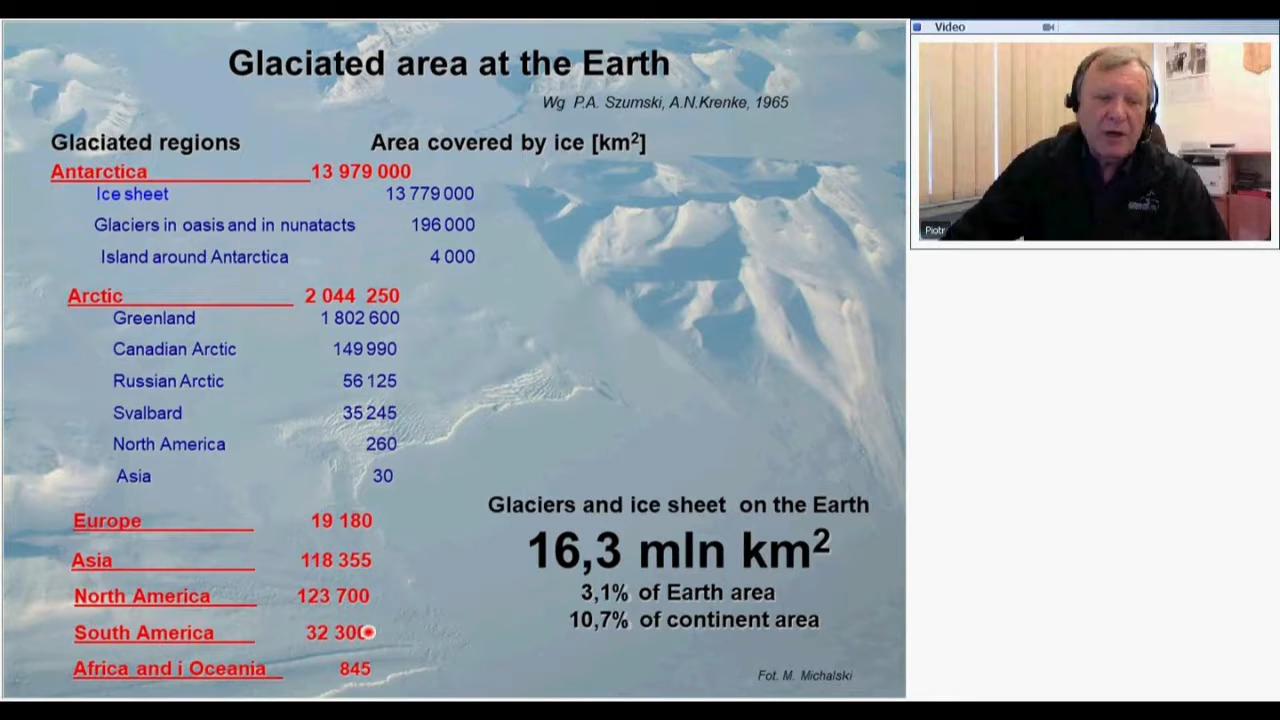 Glaciated area at the Earth
Wg P.A. Szumski, A.N.Krenke, 1965
Glaciated regions Area covered by ice [km²]
Antarctica 13 979 000
Ice sheet 13 779 000
Glaciers in oasis and in nunatacts 196 000
Island around Antarctica 4 000
Arctic 2 044 250
Greenland 1 802 600
Canadian Arctic 149 990
Russian Arctic 56 125
Svalbard 35 245
North America 260
Asia 30
Europe 19 180
Asia 118 355
North America 123 700
South America 32 300
Africa and i Oceania 845
Glaciers and ice sheet on the Earth
16,3 mln km²
3,1% of Earth area
10,7% of continent area
Fot. M. Michalski
Video
Piotr